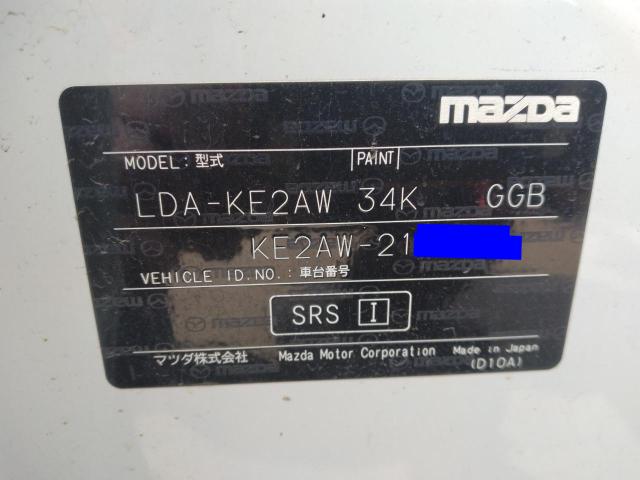 mazda
MODEL: 型式 PAINT
LDA-KE2AW 34K GGB
KE2AW-21
VEHICLE ID.NO.: 車台番号
SRS I
マツダ株式会社 Mazda Motor Corporation Made in Japan
(D10A)